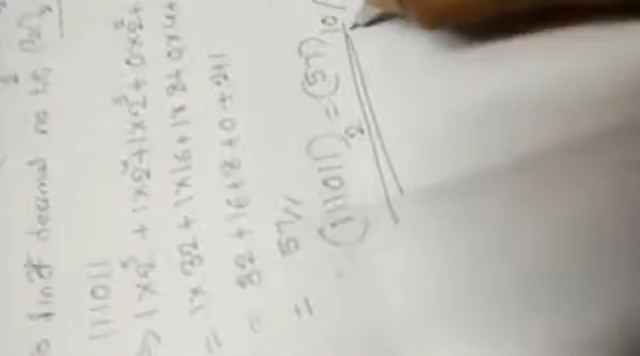 find decimal no
111011
1×2⁵ + 1×2⁴ + 1×2³ + 0×2² +
= 1×32 + 1×16 + 1×8 + 0×4 +
= 32 + 16 + 8 + 0 + 2 + 1
= 57//
(111011)₂ = (57)₁₀